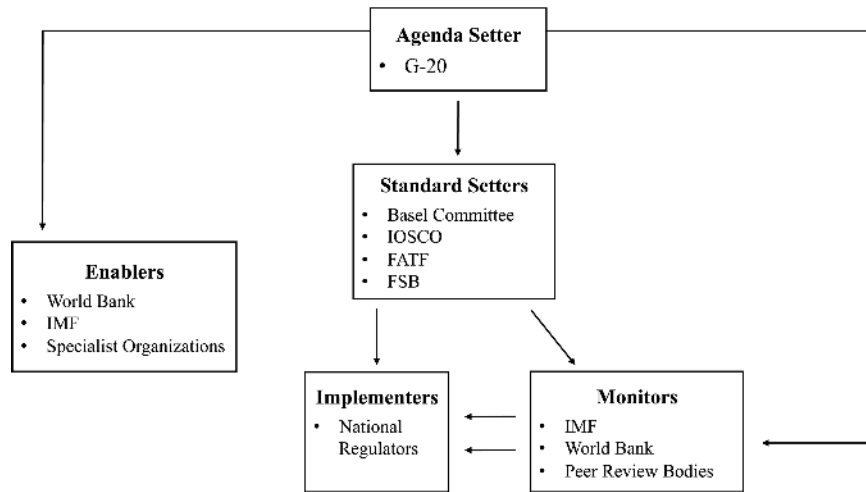 Agenda Setter
• G-20
Standard Setters
• Basel Committee
• IOSCO
• FATF
• FSB
Enablers
• World Bank
• IMF
• Specialist Organizations
Implementers
• National
Regulators
Monitors
• IMF
• World Bank
• Peer Review Bodies